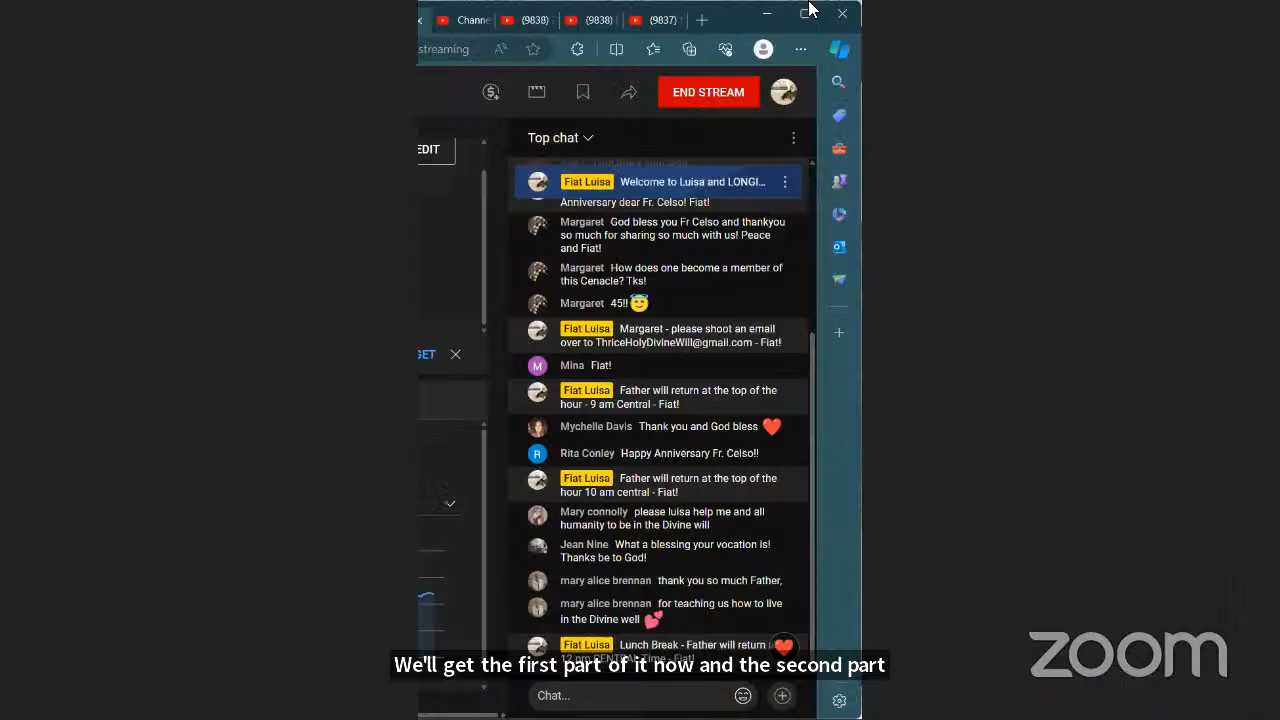 Channe
(9838)
(9838)
(9837)
streaming
END STREAM
Top chat
EDIT
Fiat Luisa Welcome to Luisa and LONGI...
Anniversary dear Fr. Celso! Fiat!
Margaret God bless you Fr Celso and thankyou
so much for sharing so much with us! Peace
and Fiat!
Margaret How does one become a member of
this Cenacle? Tks!
Margaret 45!!😇
Fiat Luisa Margaret - please shoot an email
over to ThriceHolyDivineWill@gmail.com - Fiat!
GET
M Mina Fiat!
Fiat Luisa Father will return at the top of the
hour - 9 am Central - Fiat!
Mychelle Davis Thank you and God bless ❤️
R Rita Conley Happy Anniversary Fr. Celso!!
Fiat Luisa Father will return at the top of the
hour 10 am central - Fiat!
Mary connolly please luisa help me and all
humanity to be in the Divine will
Jean Nine What a blessing your vocation is!
Thanks be to God!
mary alice brennan thank you so much Father,
mary alice brennan for teaching us how to live
in the Divine well 💕
Fiat Luisa Lunch Break - Father will return
12 pm CENTRAL Time - Fiat!
We'll get the first part of it now and the second part
Chat...
zoom